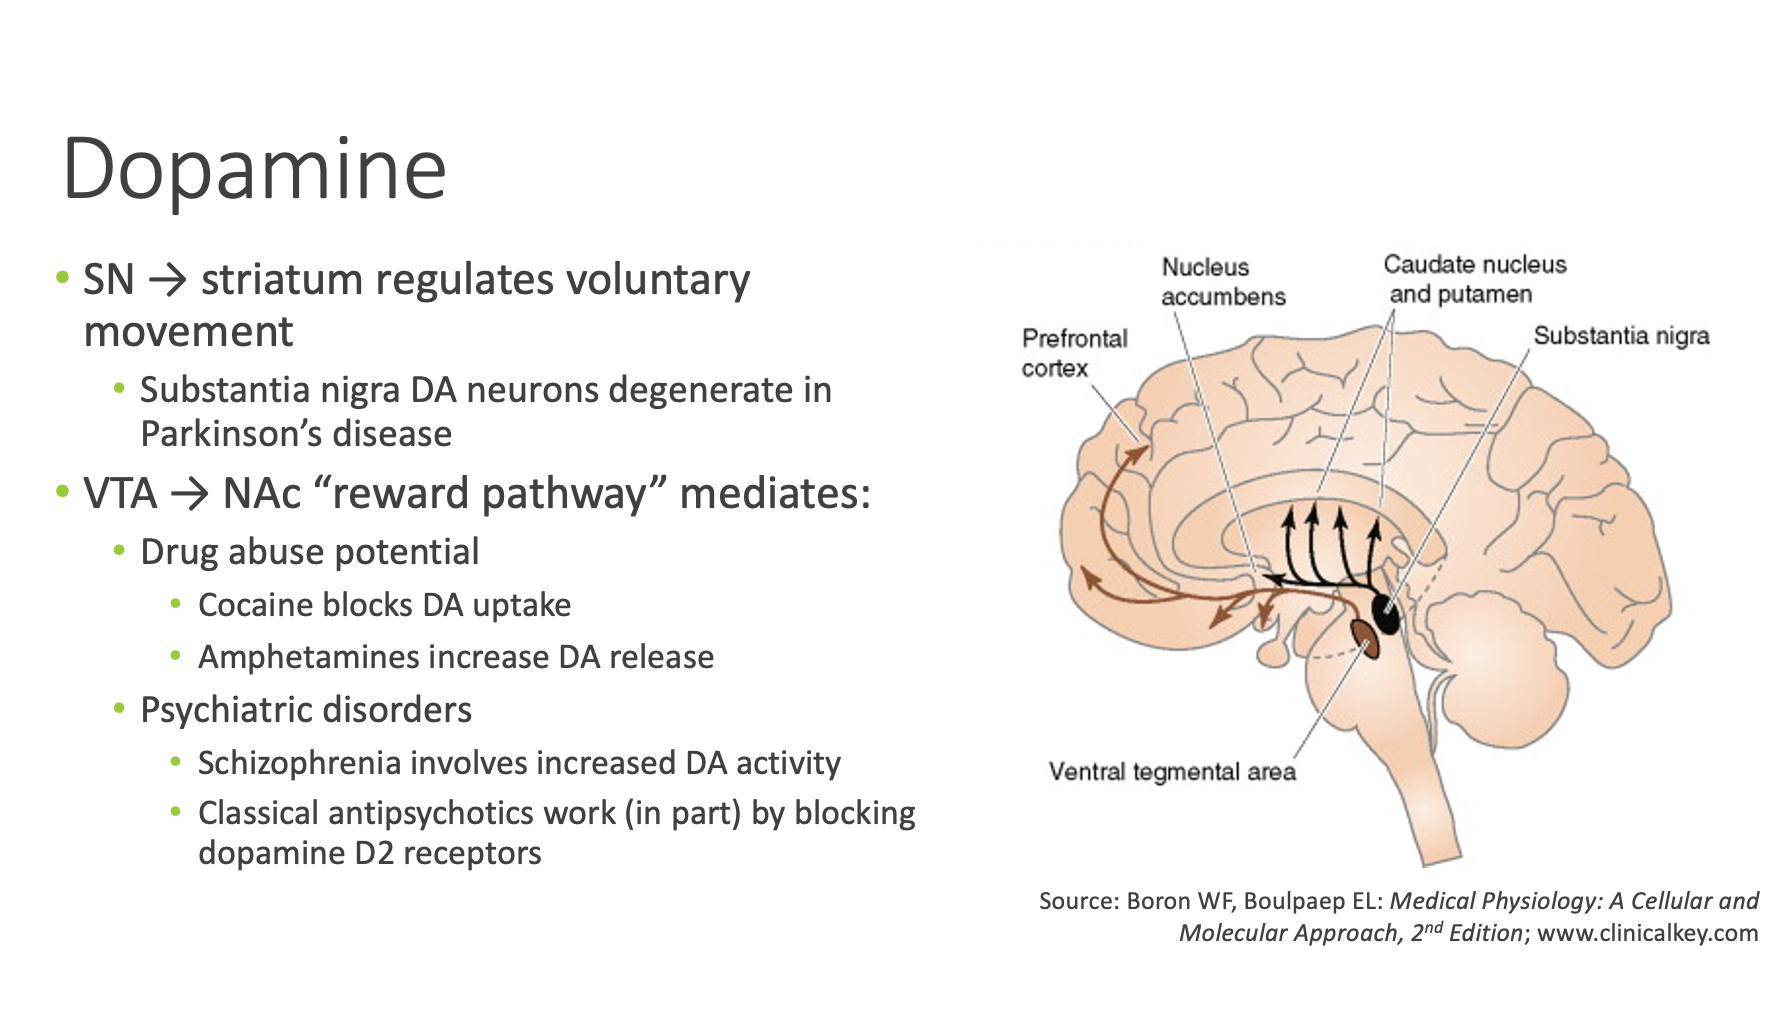 Dopamine
• SN → striatum regulates voluntary
movement
• Substantia nigra DA neurons degenerate in
Parkinson’s disease
• VTA → NAc “reward pathway” mediates:
• Drug abuse potential
• Cocaine blocks DA uptake
• Amphetamines increase DA release
• Psychiatric disorders
• Schizophrenia involves increased DA activity
• Classical antipsychotics work (in part) by blocking
dopamine D2 receptors
Nucleus
accumbens
Caudate nucleus
and putamen
Prefrontal
cortex
Substantia nigra
Ventral tegmental area
Source: Boron WF, Boulpaep EL: Medical Physiology: A Cellular and
Molecular Approach, 2nd Edition; www.clinicalkey.com